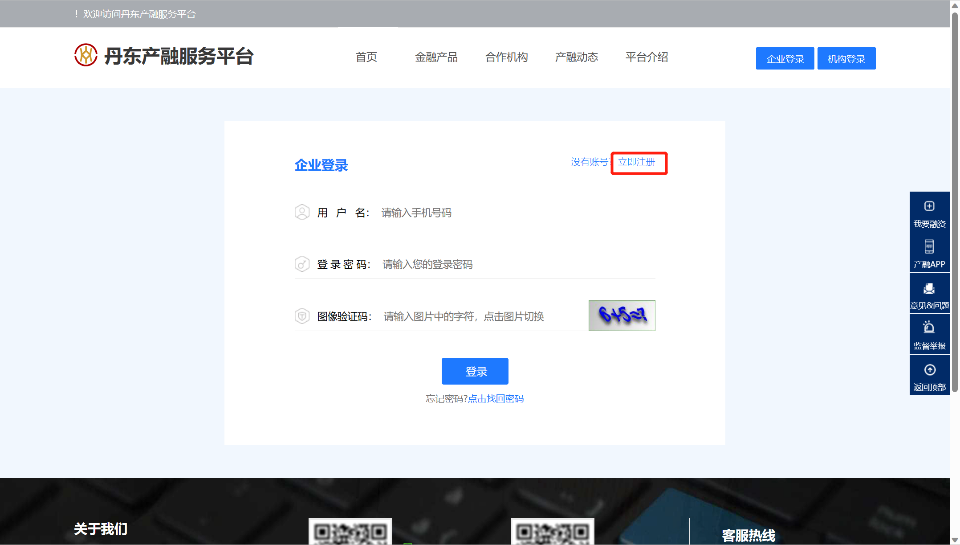 ！欢迎访问丹东产融服务平台
丹东产融服务平台
首页 金融产品 合作机构 产融动态 平台介绍
企业登录 机构登录
企业登录
没有账号? 立即注册
用 户 名： 请输入手机号码
登录密码： 请输入您的登录密码
图像验证码： 请输入图片中的字符，点击图片切换
6+5=?
登录
忘记密码?点击找回密码
我要融资
产融APP
意见&问题
监督举报
返回顶部
关于我们
客服热线